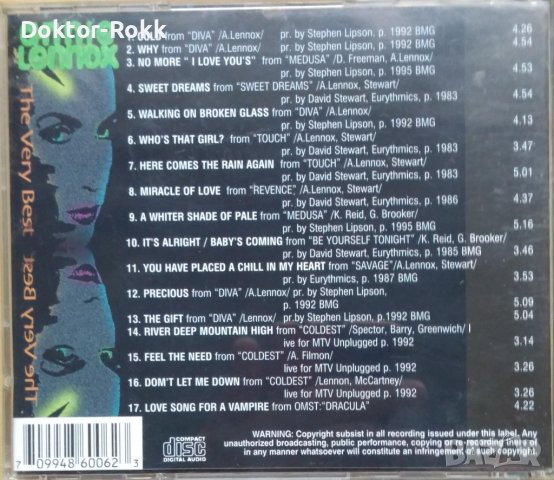 Doktor-Rokk
Lennox
The Very Best
The Very Best
1. COLD from "DIVA" /A.Lennox/ pr. by Stephen Lipson, p. 1992 BMG 4.26
2. WHY from "DIVA" /A.Lennox/ pr. by Stephen Lipson, p. 1992 BMG 4.54
3. NO MORE " I LOVE YOU'S" from "MEDUSA" /D. Freeman, A.Lennox/
pr. by Stephen Lipson, p. 1995 BMG 4.53
4. SWEET DREAMS from "SWEET DREAMS" /A.Lennox, Stewart/
pr. by David Stewart, Eurythmics, p. 1983 4.54
5. WALKING ON BROKEN GLASS from "DIVA" /A.Lennox/
pr. by Stephen Lipson, p. 1992 BMG 4.13
6. WHO'S THAT GIRL? from "TOUCH" /A.Lennox, Stewart/
pr. by David Stewart, Eurythmics, p. 1983 3.47
7. HERE COMES THE RAIN AGAIN from "TOUCH" /A.Lennox, Stewart/
pr. by David Stewart, Eurythmics, p. 1983 5.01
8. MIRACLE OF LOVE from "REVENCE", /A.Lennox, Stewart/
pr. by David Stewart, Eurythmics, p. 1986 4.37
9. A WHITER SHADE OF PALE from "MEDUSA" /K. Reid, G. Brooker/
pr. by Stephen Lipson, p. 1995 BMG 5.16
10. IT'S ALRIGHT / BABY'S COMING from "BE YOURSELF TONIGHT" /K. Reid, G. Brooker/
pr. by David Stewart, Eurythmics, p. 1985 BMG 3.46
11. YOU HAVE PLACED A CHILL IN MY HEART from "SAVAGE" /A.Lennox, Stewart/
pr. by Eurythmics, p. 1987 BMG 3.53
12. PRECIOUS from "DIVA" /A.Lennox/ pr. by Stephen Lipson,
p. 1992 BMG 5.09
13. THE GIFT from "DIVA" /Lennox/ pr.by Stephen Lipson, p. 1992 BMG 5.04
14. RIVER DEEP MOUNTAIN HIGH from "COLDEST" /Spector, Barry, Greenwich/ l
live for MTV Unplugged p. 1992 3.14
15. FEEL THE NEED from "COLDEST" /A. Filmon/
live for MTV Unplugged p. 1992 3.26
16. DON'T LET ME DOWN from "COLDEST" /Lennon, McCartney/
live for MTV Unplugged p. 1992 3.26
17. LOVE SONG FOR A VAMPIRE from OMST:"DRACULA" 4.22
7 09948 60062 3
COMPACT
disc
DIGITAL AUDIO
WARNING: Copyright subsist in all recording issued under this label. Any
unauthorized broadcasting, public performance, copying or re-recording of it
in any manner whatsoever will constitute an infringement of such copyright.